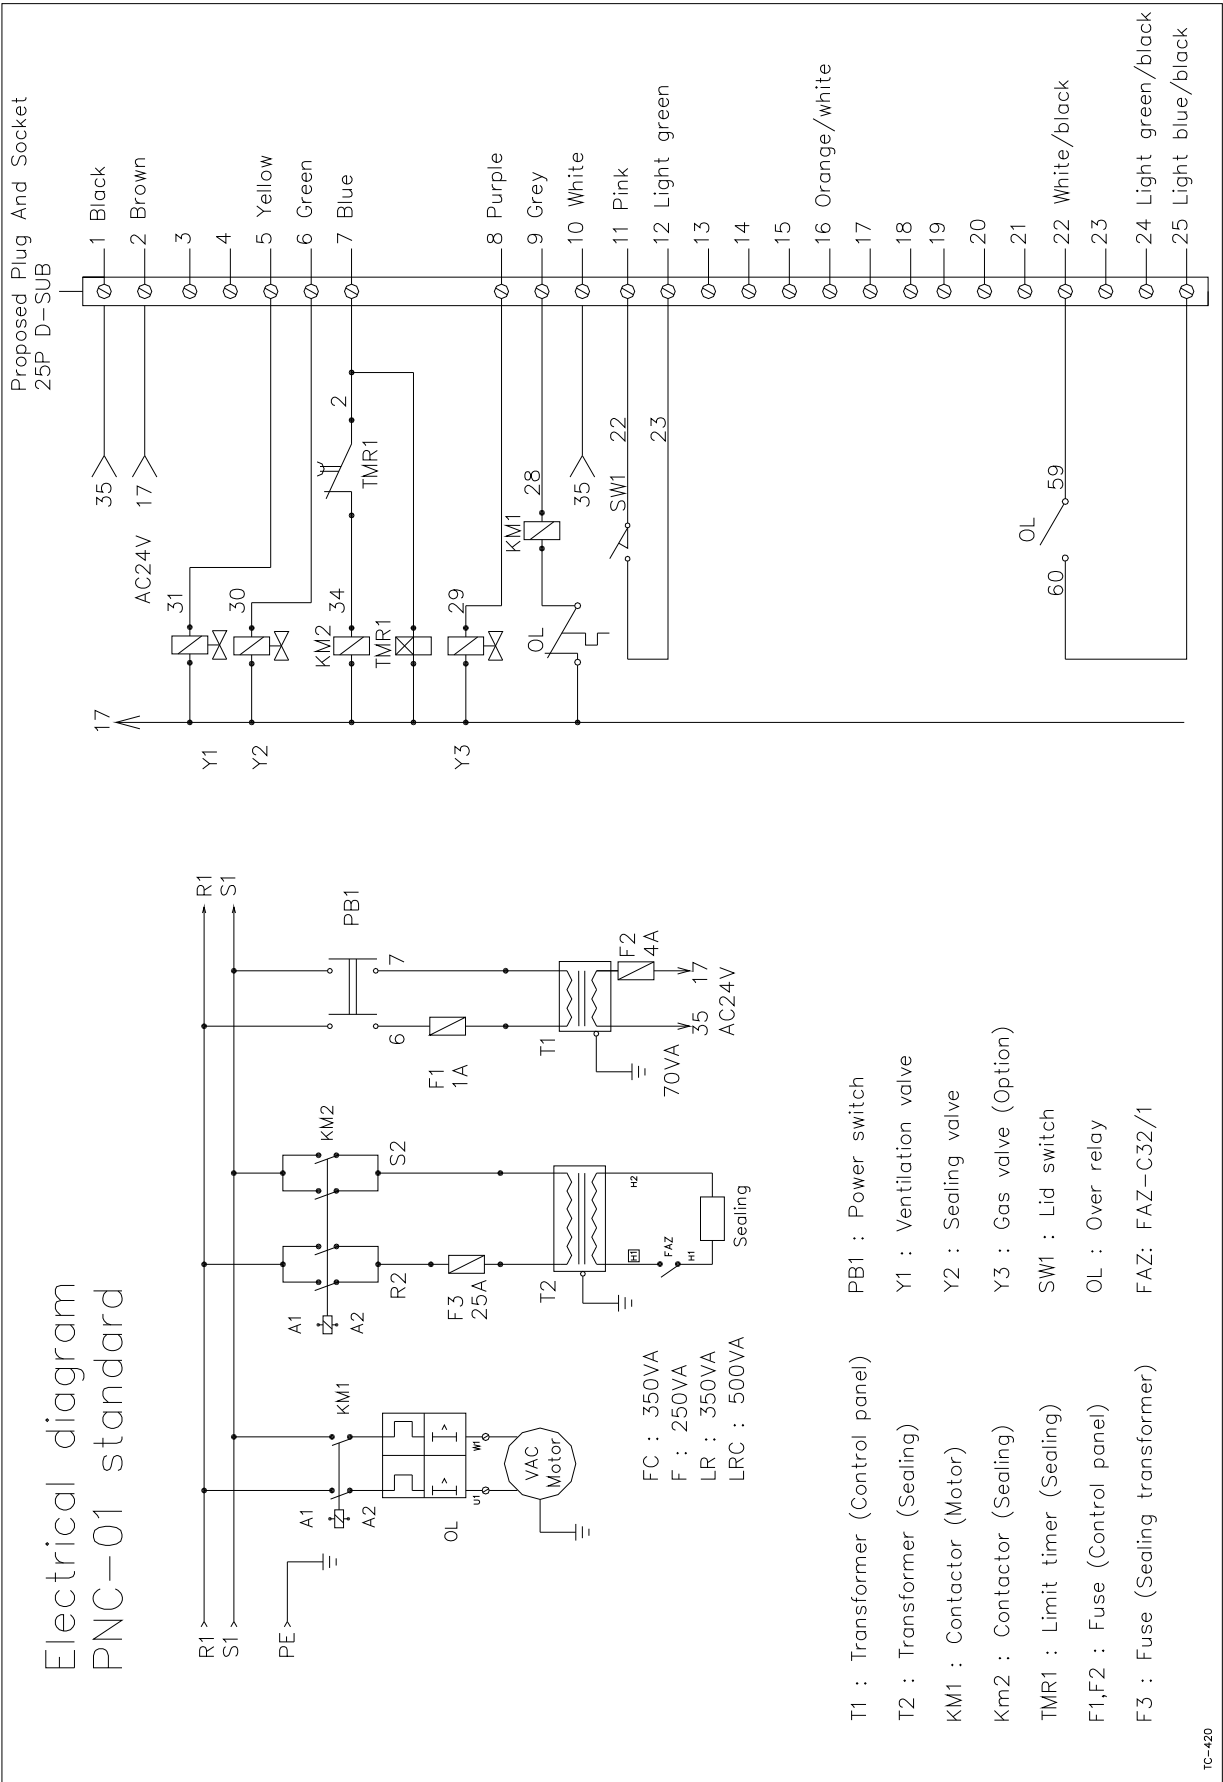 Electrical diagram
PNC-01 standard
R1
S1
PE
A1
A2
KM1
OL
U1
W1
VAC
Motor
A1
A2
KM2
R2
S2
F3
25A
T2
H1
H2
FAZ
H1
Sealing
FC : 350VA
F : 250VA
LR : 350VA
LRC : 500VA
R1
S1
PB1
6
7
F1
1A
T1
F2
4A
70VA
35
17
AC24V
T1 : Transformer (Control panel)
T2 : Transformer (Sealing)
KM1 : Contactor (Motor)
Km2 : Contactor (Sealing)
TMR1 : Limit timer (Sealing)
F1,F2 : Fuse (Control panel)
F3 : Fuse (Sealing transformer)
PB1 : Power switch
Y1 : Ventilation valve
Y2 : Sealing valve
Y3 : Gas valve (Option)
SW1 : Lid switch
OL : Over relay
FAZ: FAZ-C32/1
17
Y1
Y2
Y3
31
30
KM2
34
TMR1
29
OL
AC24V
35
17
TMR1
2
KM1
28
35
SW1
22
23
OL
60
59
Proposed Plug And Socket
25P D-SUB
1 Black
2 Brown
3
4
5 Yellow
6 Green
7 Blue
8 Purple
9 Grey
10 White
11 Pink
12 Light green
13
14
15
16 Orange/white
17
18
19
20
21
22 White/black
23
24 Light green/black
25 Light blue/black
TC-420